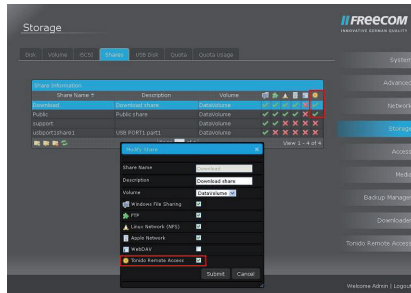 Storage
FREECOM
INNOVATIVE GERMAN QUALITY
Disk Volume iSCSI Shares USB Disk Quota Quota Usage
System
Share Information
Share Name Description Volume
Download Download share DataVolume
Public Public share DataVolume
support DataVolume
usbport1share1 USB PORT1 part1 DataVolume
View 1 - 4 of 4
Advanced
Network
Storage
Access
Media
Backup Manager
Downloader
Tonido Remote Access
Modify Share
Share Name Download
Description Download share
Volume DataVolume
Windows File Sharing
FTP
Linux Network (NFS)
Apple Network
WebDAV
Tonido Remote Access
Submit Cancel
Welcome Admin | Logout